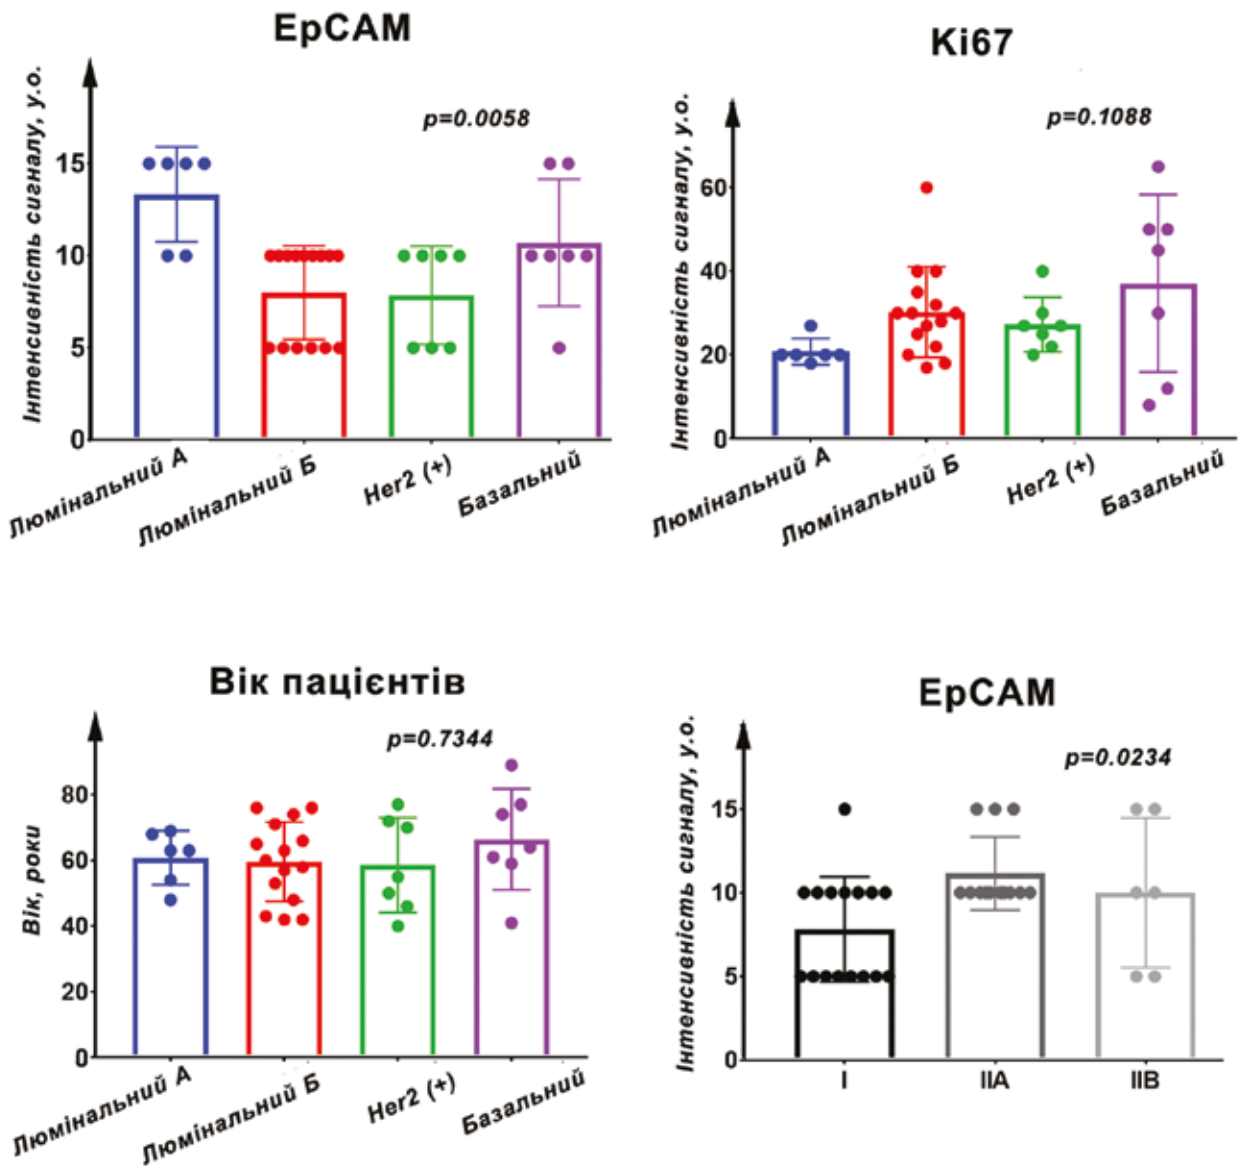 EpCAM
Інтенсивність сигналу, у.о.
p=0.0058
15
10
5
0
Люмінальний А
Люмінальний Б
Her2 (+)
Базальний
Ki67
Інтенсивність сигналу, у.о.
p=0.1088
60
40
20
0
Люмінальний А
Люмінальний Б
Her2 (+)
Базальний
Вік пацієнтів
Вік, роки
p=0.7344
80
60
40
20
0
Люмінальний А
Люмінальний Б
Her2 (+)
Базальний
EpCAM
Інтенсивність сигналу, у.о.
p=0.0234
15
10
5
0
I
IIA
IIB